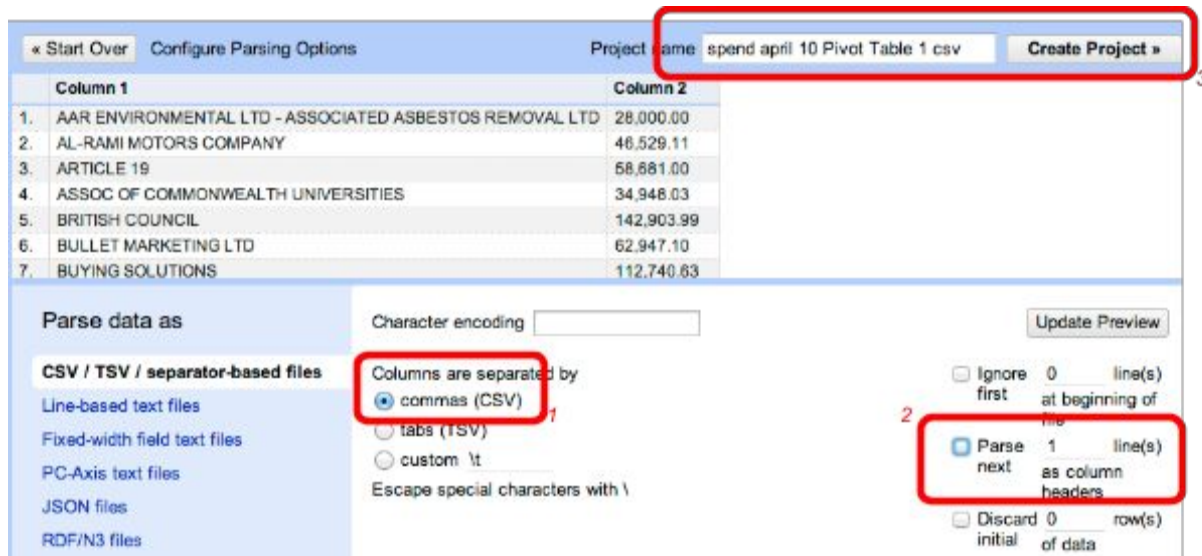 « Start Over Configure Parsing Options Project name spend april 10 Pivot Table 1 csv Create Project »
3
Column 1 Column 2
1. AAR ENVIRONMENTAL LTD - ASSOCIATED ASBESTOS REMOVAL LTD 28,000.00
2. AL-RAMI MOTORS COMPANY 46,529.11
3. ARTICLE 19 58,681.00
4. ASSOC OF COMMONWEALTH UNIVERSITIES 34,948.03
5. BRITISH COUNCIL 142,903.99
6. BULLET MARKETING LTD 62,947.10
7. BUYING SOLUTIONS 112,740.63
Parse data as
CSV / TSV / separator-based files
Line-based text files
Fixed-width field text files
PC-Axis text files
JSON files
RDF/N3 files
Character encoding
Columns are separated by
commas (CSV)
1
tabs (TSV)
custom \t
Escape special characters with \
Update Preview
Ignore first 0 line(s)
at beginning of
file
2
Parse next 1 line(s)
as column
headers
Discard initial 0 row(s)
of data